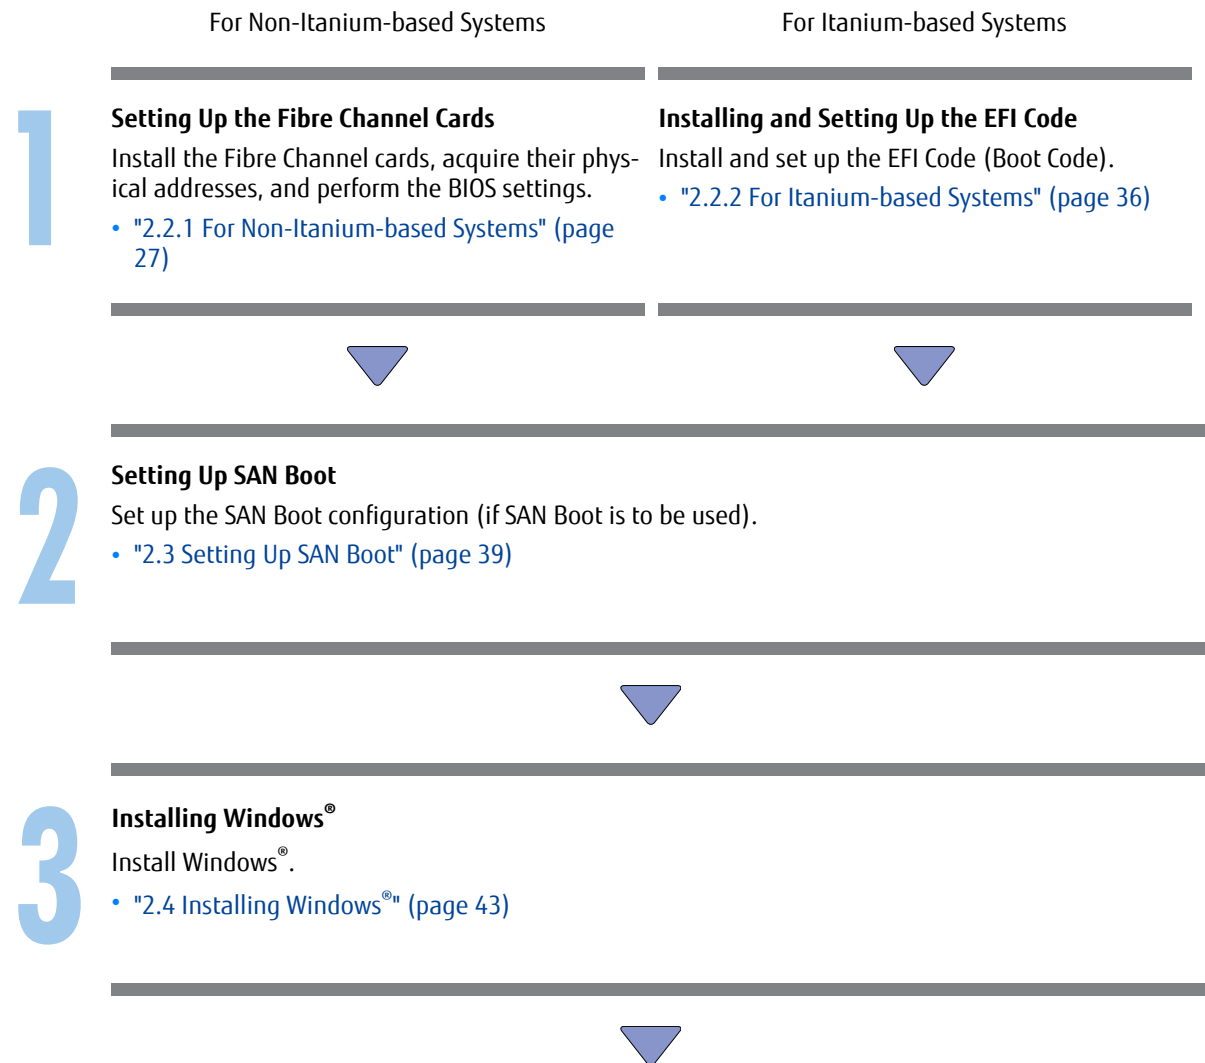 For Non-Itanium-based Systems
For Itanium-based Systems
1
Setting Up the Fibre Channel Cards
Install the Fibre Channel cards, acquire their phys-
ical addresses, and perform the BIOS settings.
• "2.2.1 For Non-Itanium-based Systems" (page
27)
Installing and Setting Up the EFI Code
Install and set up the EFI Code (Boot Code).
• "2.2.2 For Itanium-based Systems" (page 36)
2
Setting Up SAN Boot
Set up the SAN Boot configuration (if SAN Boot is to be used).
• "2.3 Setting Up SAN Boot" (page 39)
3
Installing Windows®
Install Windows®.
• "2.4 Installing Windows®" (page 43)